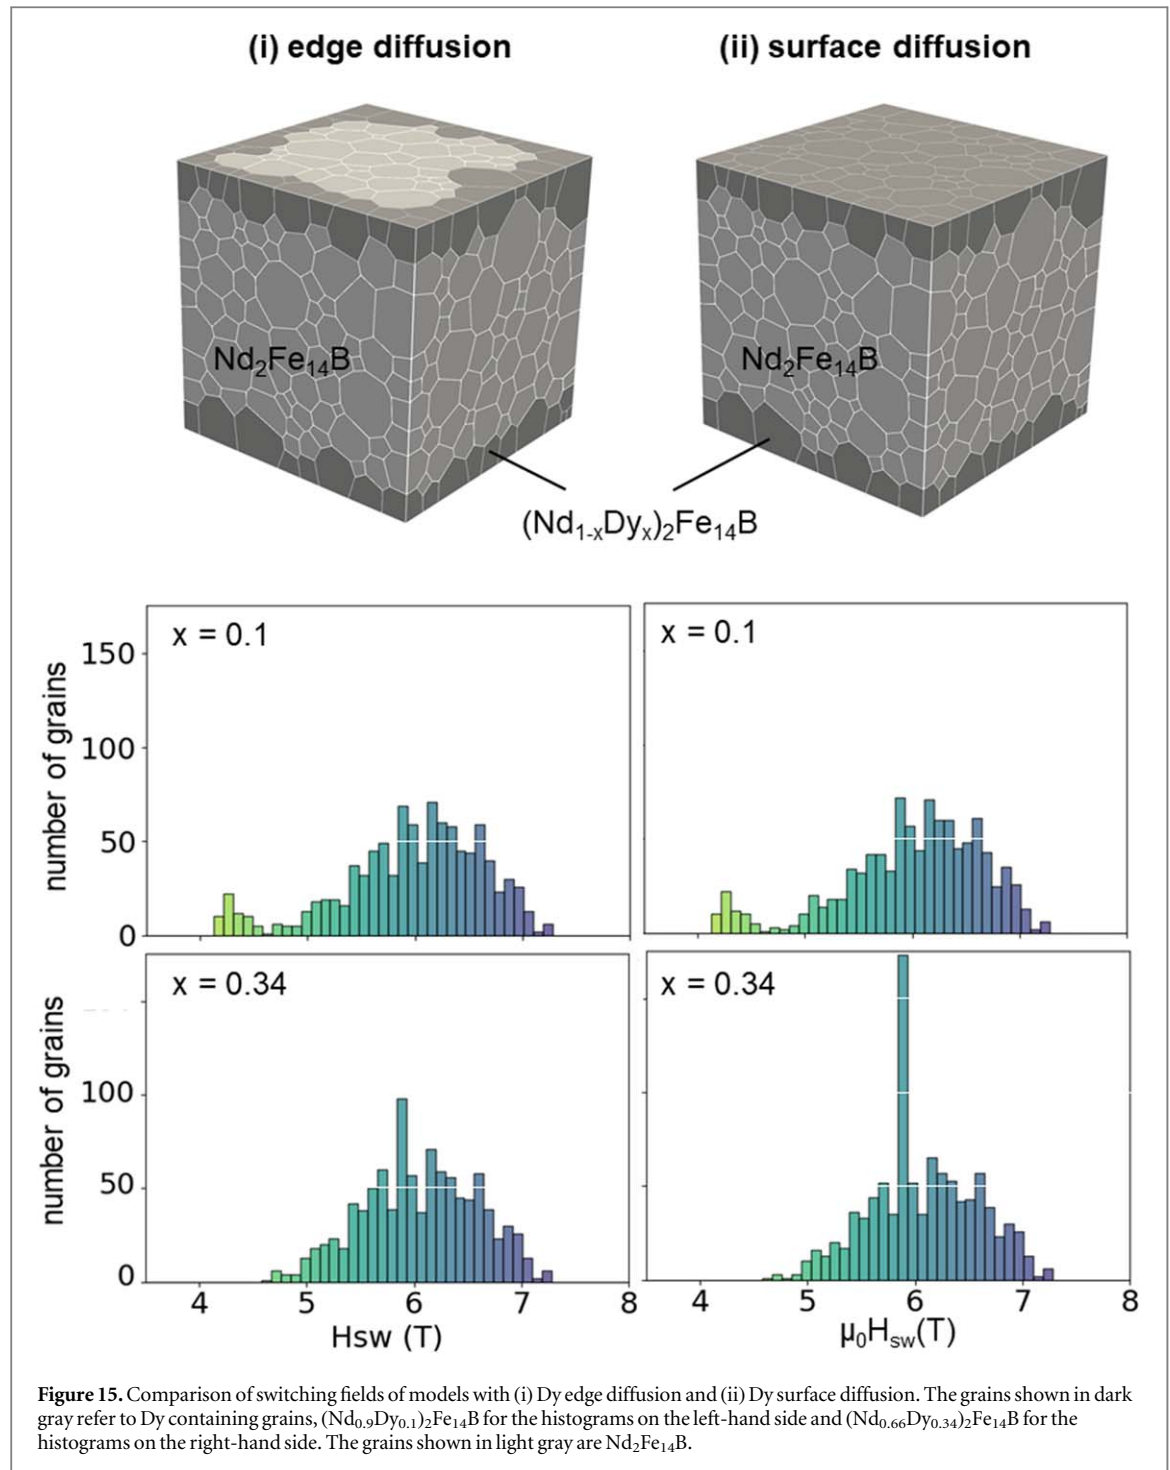 (i) edge diffusion
(ii) surface diffusion
Nd₂Fe₁₄B
Nd₂Fe₁₄B
(Nd₁₋ₓDyₓ)₂Fe₁₄B
x = 0.1
x = 0.1
number of grains
150
100
50
0
x = 0.34
x = 0.34
number of grains
100
50
0
4 5 6 7 8
4 5 6 7 8
Hsw (T)
μ₀Hsw(T)
Figure 15. Comparison of switching fields of models with (i) Dy edge diffusion and (ii) Dy surface diffusion. The grains shown in dark
gray refer to Dy containing grains, (Nd₀.₉Dy₀.₁)₂Fe₁₄B for the histograms on the left-hand side and (Nd₀.₆₆Dy₀.₃₄)₂Fe₁₄B for the
histograms on the right-hand side. The grains shown in light gray are Nd₂Fe₁₄B.